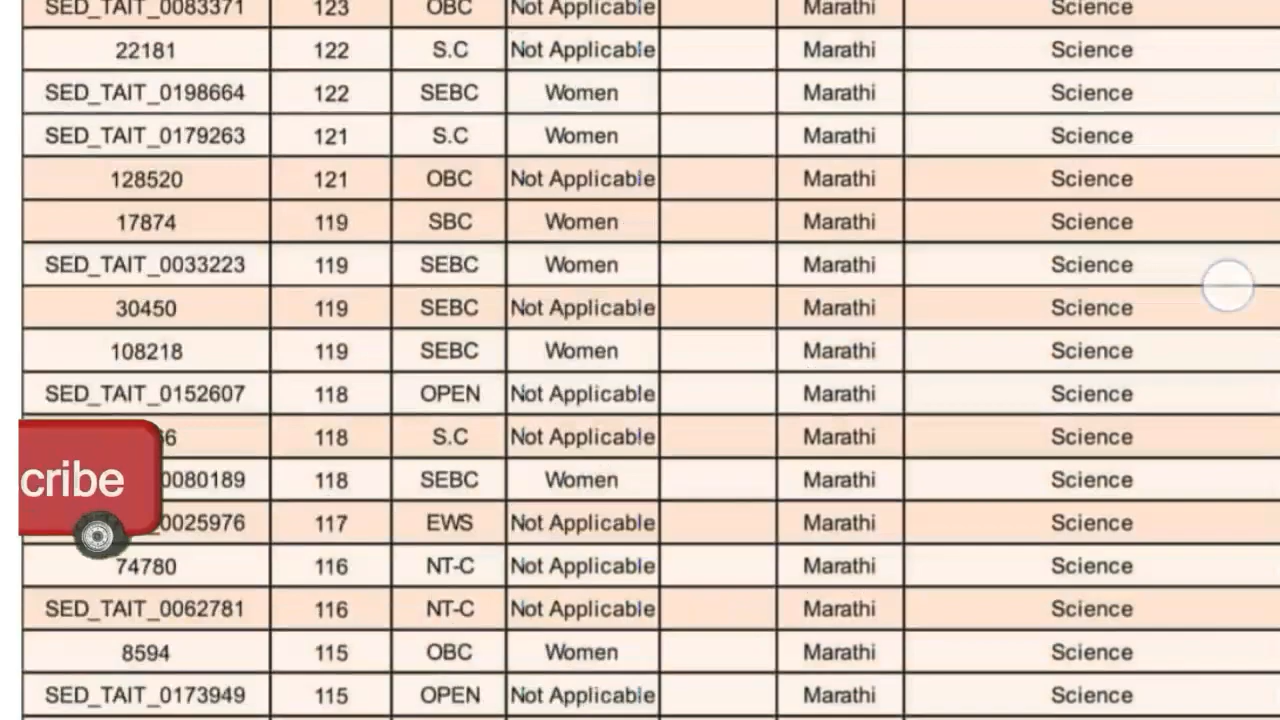 SED_TAIT_0083371 123 OBC Not Applicable Marathi Science
22181 122 S.C Not Applicable Marathi Science
SED_TAIT_0198664 122 SEBC Women Marathi Science
SED_TAIT_0179263 121 S.C Women Marathi Science
128520 121 OBC Not Applicable Marathi Science
17874 119 SBC Women Marathi Science
SED_TAIT_0033223 119 SEBC Women Marathi Science
30450 119 SEBC Not Applicable Marathi Science
108218 119 SEBC Women Marathi Science
SED_TAIT_0152607 118 OPEN Not Applicable Marathi Science
118 S.C Not Applicable Marathi Science
cribe
0080189 118 SEBC Women Marathi Science
0025976 117 EWS Not Applicable Marathi Science
74780 116 NT-C Not Applicable Marathi Science
SED_TAIT_0062781 116 NT-C Not Applicable Marathi Science
8594 115 OBC Women Marathi Science
SED_TAIT_0173949 115 OPEN Not Applicable Marathi Science